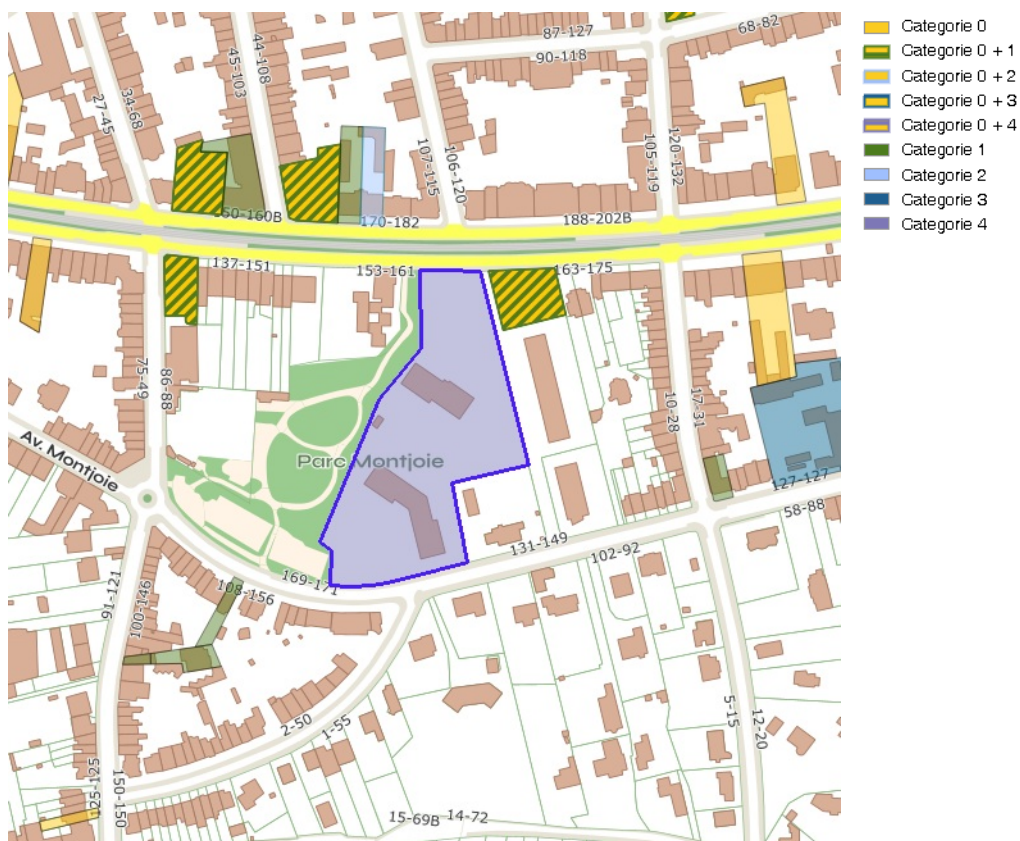 87-127
68-82
90-118
44-108
45-103
34-68
27-45
107-115
106-120
105-119
120-132
170-182
188-202B
137-151
153-161
163-175
75-49
86-88
10-28
17-31
Av. Montjoie
Parc Montjoie
127-127
58-88
131-149
102-92
169-171
108-156
91-121
100-146
5-15
12-20
2-50
1-55
125-125
150-150
15-69B
14-72
Categorie 0
Categorie 0 + 1
Categorie 0 + 2
Categorie 0 + 3
Categorie 0 + 4
Categorie 1
Categorie 2
Categorie 3
Categorie 4